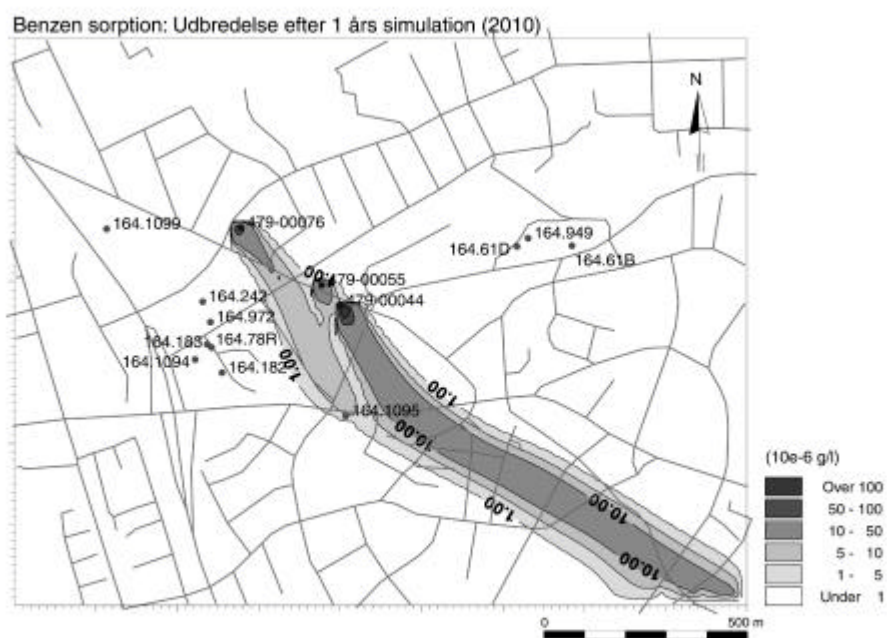 Benzen sorption: Udbredelse efter 1 års simulation (2010)
N
479-00076
164.1099
164.949
164.61D
164.61B
1.00
479-00055
164.242
479-00044
164.972
164.183
164.78R
164.1094
164.182
1.00
1.00
164.1095
10.00
(10e-6 g/l)
Over 100
50 - 100
10 - 50
5 - 10
1 - 5
Under 1
10.00
1.00
10.00
0 500 m